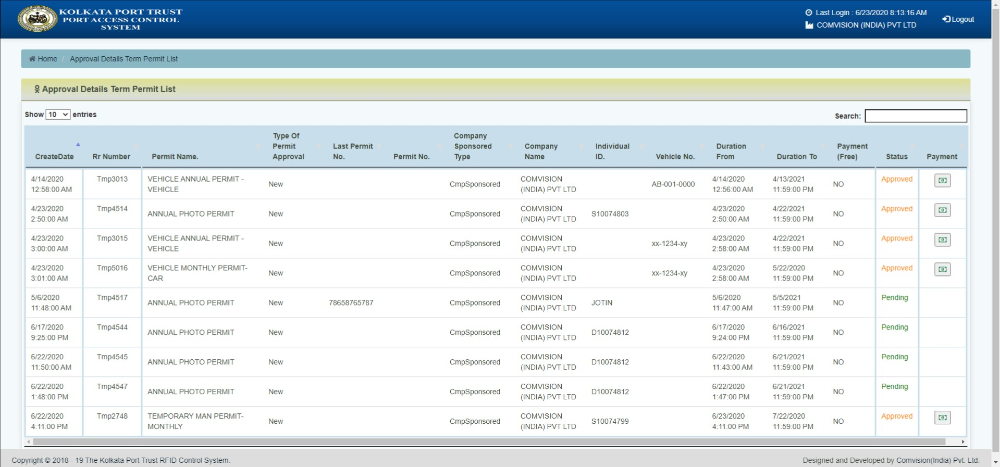 KOLKATA PORT TRUST
PORT ACCESS CONTROL
SYSTEM
Last Login : 6/23/2020 8:13:16 AM
COMVISION (INDIA) PVT LTD
Logout
Home / Approval Details Term Permit List
Approval Details Term Permit List
Show 10 entries
Search:
CreateDate Rr Number Permit Name. Type Of Permit Approval Last Permit No. Permit No. Company Sponsored Type Company Name Individual ID. Vehicle No. Duration From Duration To Payment (Free) Status Payment
4/14/2020 12:58:00 AM Tmp3013 VEHICLE ANNUAL PERMIT - VEHICLE New CmpSponsored COMVISION (INDIA) PVT LTD AB-001-0000 4/14/2020 12:56:00 AM 4/13/2021 11:59:00 PM NO Approved
4/23/2020 2:50:00 AM Tmp4514 ANNUAL PHOTO PERMIT New CmpSponsored COMVISION (INDIA) PVT LTD S10074803 4/23/2020 2:50:00 AM 4/22/2021 11:59:00 PM NO Approved
4/23/2020 3:00:00 AM Tmp3015 VEHICLE ANNUAL PERMIT - VEHICLE New CmpSponsored COMVISION (INDIA) PVT LTD xx-1234-xy 4/23/2020 2:58:00 AM 4/22/2021 11:59:00 PM NO Approved
4/23/2020 3:01:00 AM Tmp5016 VEHICLE MONTHLY PERMIT- CAR New CmpSponsored COMVISION (INDIA) PVT LTD xx-1234-xy 4/23/2020 2:58:00 AM 5/22/2020 11:59:00 PM NO Approved
5/6/2020 11:48:00 AM Tmp4517 ANNUAL PHOTO PERMIT New 78658765787 CmpSponsored COMVISION (INDIA) PVT LTD JOTIN 5/6/2020 11:47:00 AM 5/5/2021 11:59:00 PM NO Pending
6/17/2020 9:25:00 PM Tmp4544 ANNUAL PHOTO PERMIT New CmpSponsored COMVISION (INDIA) PVT LTD D10074812 6/17/2020 9:24:00 PM 6/16/2021 11:59:00 PM NO Pending
6/22/2020 11:50:00 AM Tmp4545 ANNUAL PHOTO PERMIT New CmpSponsored COMVISION (INDIA) PVT LTD D10074812 6/22/2020 11:43:00 AM 6/21/2021 11:59:00 PM NO Pending
6/22/2020 1:48:00 PM Tmp4547 ANNUAL PHOTO PERMIT New CmpSponsored COMVISION (INDIA) PVT LTD D10074812 6/22/2020 1:47:00 PM 6/21/2021 11:59:00 PM NO Pending
6/22/2020 4:11:00 PM Tmp2748 TEMPORARY MAN PERMIT- MONTHLY New CmpSponsored COMVISION (INDIA) PVT LTD S10074799 6/23/2020 4:11:00 PM 7/22/2020 11:59:00 PM NO Approved
Copyright © 2018 - 19 The Kolkata Port Trust RFID Control System.
Designed and Developed by Comvision(India) Pvt. Ltd.